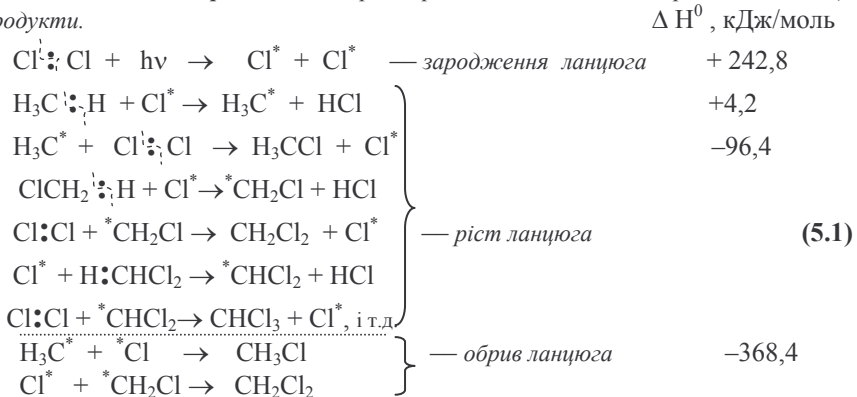 родукти. Δ H⁰ , кДж/моль
Cl : Cl + hν → Cl* + Cl* — зародження ланцюга + 242,8
H₃C : H + Cl* → H₃C* + HCl +4,2
H₃C* + Cl : Cl → H₃CCl + Cl* –96,4
ClCH₂ : H + Cl* → *CH₂Cl + HCl
Cl:Cl + *CH₂Cl → CH₂Cl₂ + Cl* — ріст ланцюга (5.1)
Cl* + H:CHCl₂ → *CHCl₂ + HCl
Cl:Cl + *CHCl₂ → CHCl₃ + Cl*, і т.д
H₃C* + *Cl → CH₃Cl — обрив ланцюга –368,4
Cl* + *CH₂Cl → CH₂Cl₂